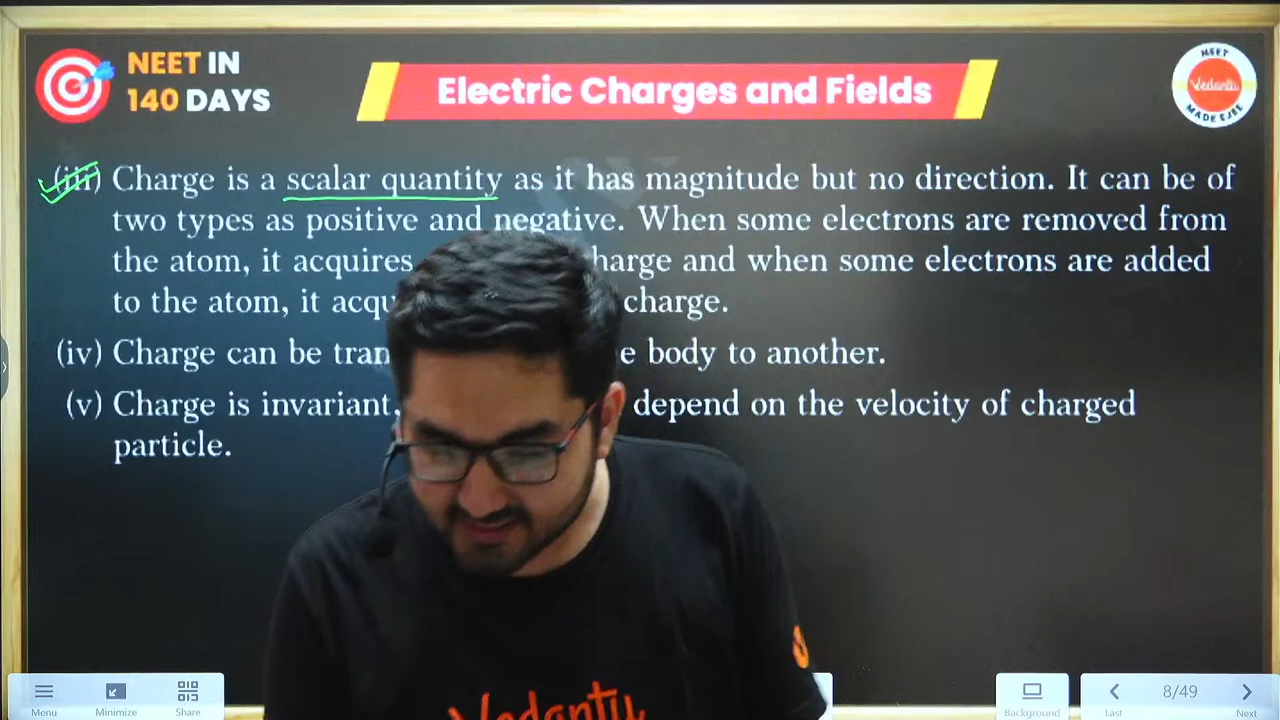 NEET IN
140 DAYS
Electric Charges and Fields
NEET
Vedantu
MADE EJEE
(iii) Charge is a scalar quantity as it has magnitude but no direction. It can be of
two types as positive and negative. When some electrons are removed from
the atom, it acquires harge and when some electrons are added
to the atom, it acqu charge.
(iv) Charge can be tran e body to another.
(v) Charge is invariant, depend on the velocity of charged
particle.
Vedantu
Menu
Minimize
Share
Background
Last
8/49
Next